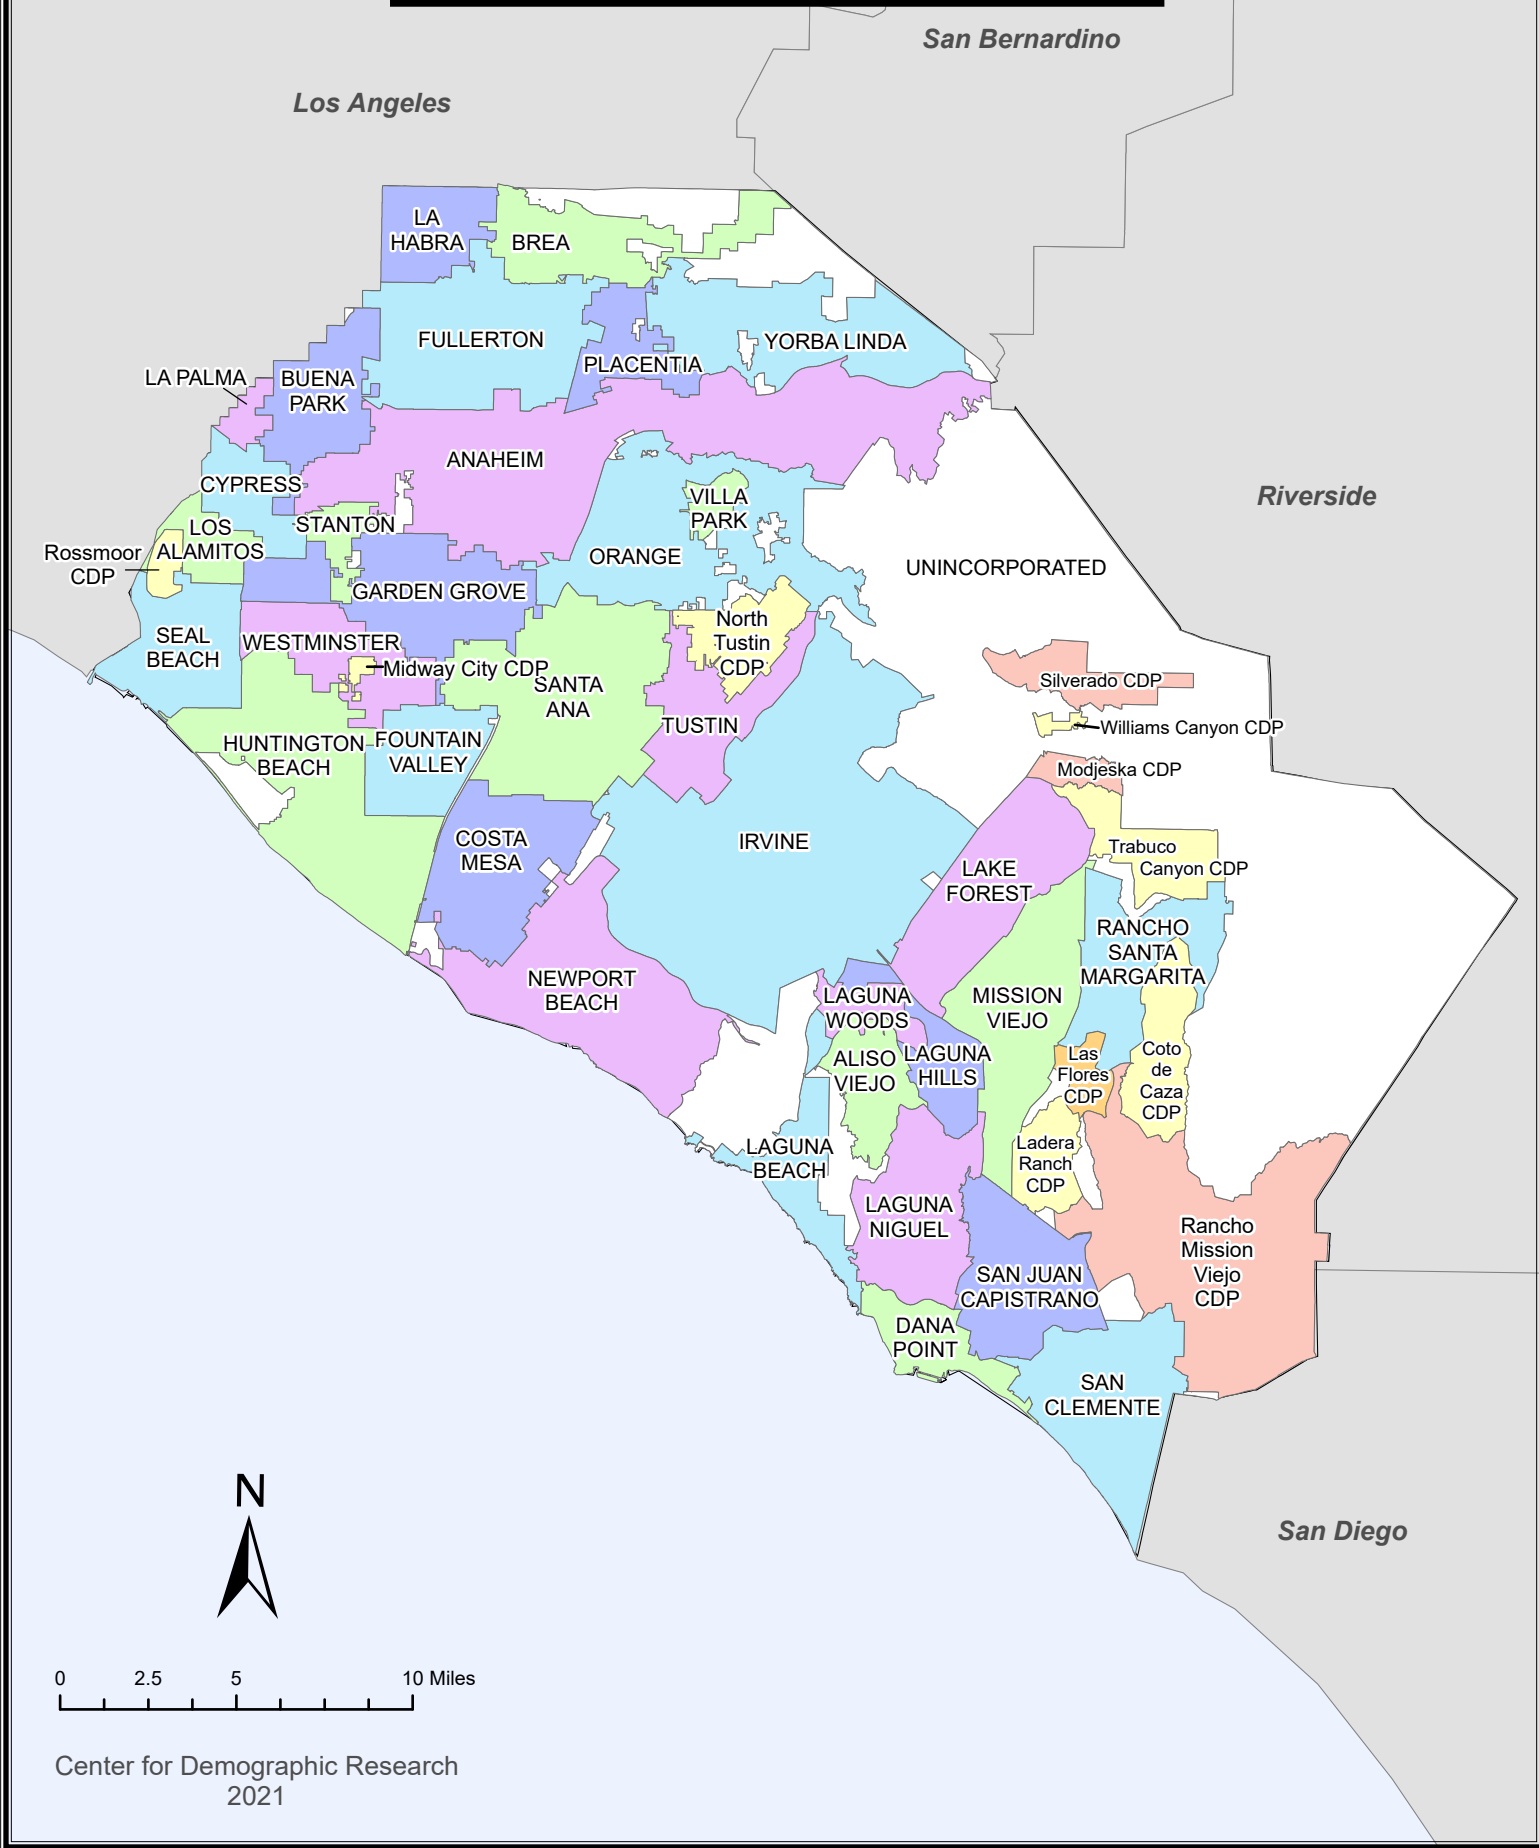 San Bernardino
Los Angeles
LA
HABRA
BREA
FULLERTON
YORBA LINDA
PLACENTIA
LA PALMA
BUENA
PARK
ANAHEIM
CYPRESS
VILLA
PARK
Riverside
STANTON
LOS
ALAMITOS
Rossmoor
CDP
ORANGE
UNINCORPORATED
GARDEN GROVE
North
Tustin
CDP
SEAL
BEACH
WESTMINSTER
Midway City CDP
SANTA
ANA
Silverado CDP
TUSTIN
Williams Canyon CDP
HUNTINGTON
BEACH
FOUNTAIN
VALLEY
Modjeska CDP
COSTA
MESA
IRVINE
Trabuco
Canyon CDP
LAKE
FOREST
RANCHO
SANTA
MARGARITA
NEWPORT
BEACH
LAGUNA
WOODS
MISSION
VIEJO
ALISO
VIEJO
LAGUNA
HILLS
Las
Flores
CDP
Coto
de
Caza
CDP
LAGUNA
BEACH
Ladera
Ranch
CDP
LAGUNA
NIGUEL
Rancho
Mission
Viejo
CDP
SAN JUAN
CAPISTRANO
DANA
POINT
SAN
CLEMENTE
N
San Diego
0 2.5 5 10 Miles
Center for Demographic Research
2021